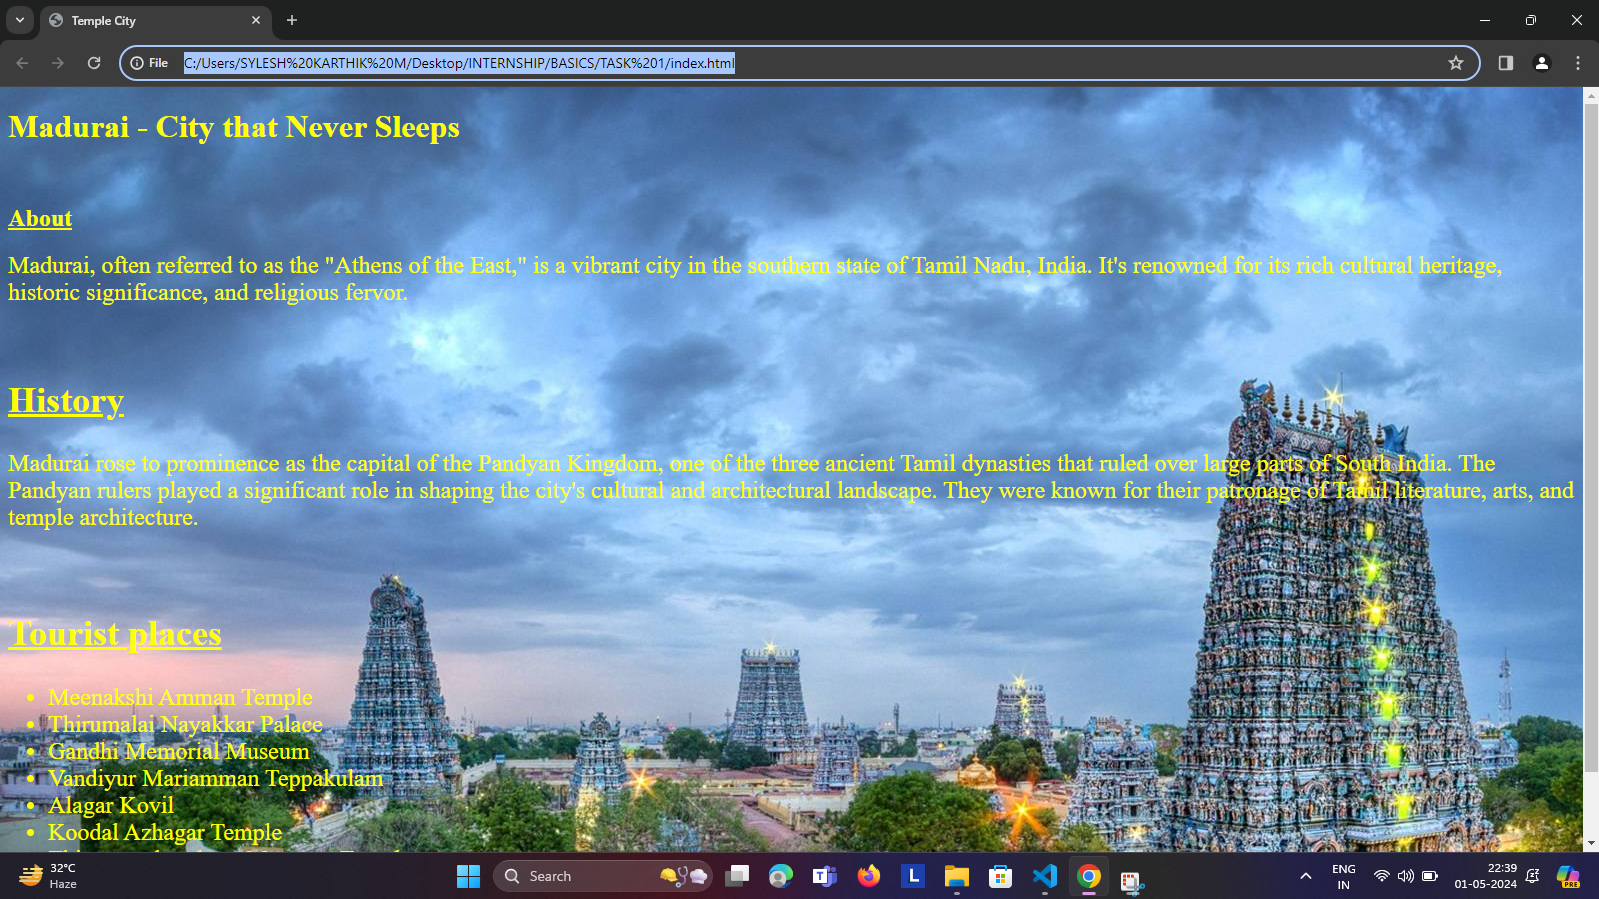 Temple City
File
C:/Users/SYLESH%20KARTHIK%20M/Desktop/INTERNSHIP/BASICS/TASK%201/index.html
Madurai - City that Never Sleeps
About
Madurai, often referred to as the "Athens of the East," is a vibrant city in the southern state of Tamil Nadu, India. It's renowned for its rich cultural heritage,
historic significance, and religious fervor.
History
Madurai rose to prominence as the capital of the Pandyan Kingdom, one of the three ancient Tamil dynasties that ruled over large parts of South India. The
Pandyan rulers played a significant role in shaping the city's cultural and architectural landscape. They were known for their patronage of Tamil literature, arts, and
temple architecture.
Tourist places
• Meenakshi Amman Temple
• Thirumalai Nayakkar Palace
• Gandhi Memorial Museum
• Vandiyur Mariamman Teppakulam
• Alagar Kovil
• Koodal Azhagar Temple
32°C
Haze
Search
T
L
PRE
ENG
IN
22:39
01-05-2024